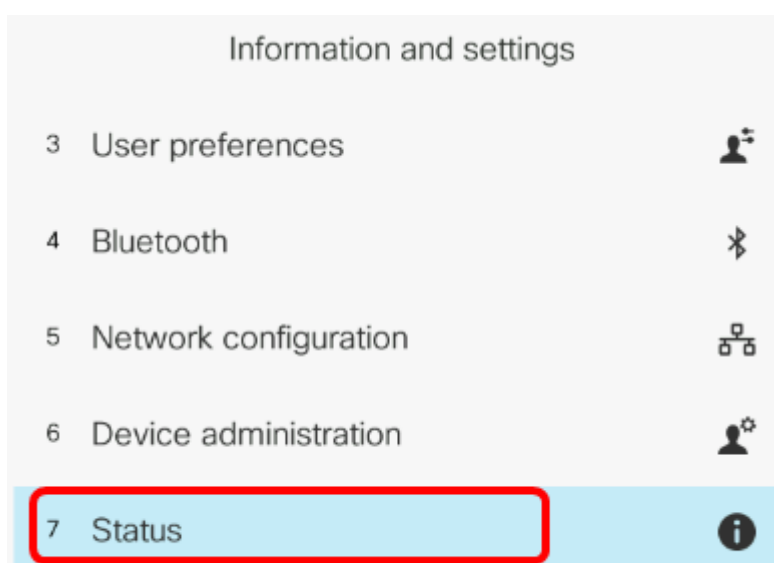 Information and settings
3 User preferences
4 Bluetooth
5 Network configuration
6 Device administration
7 Status